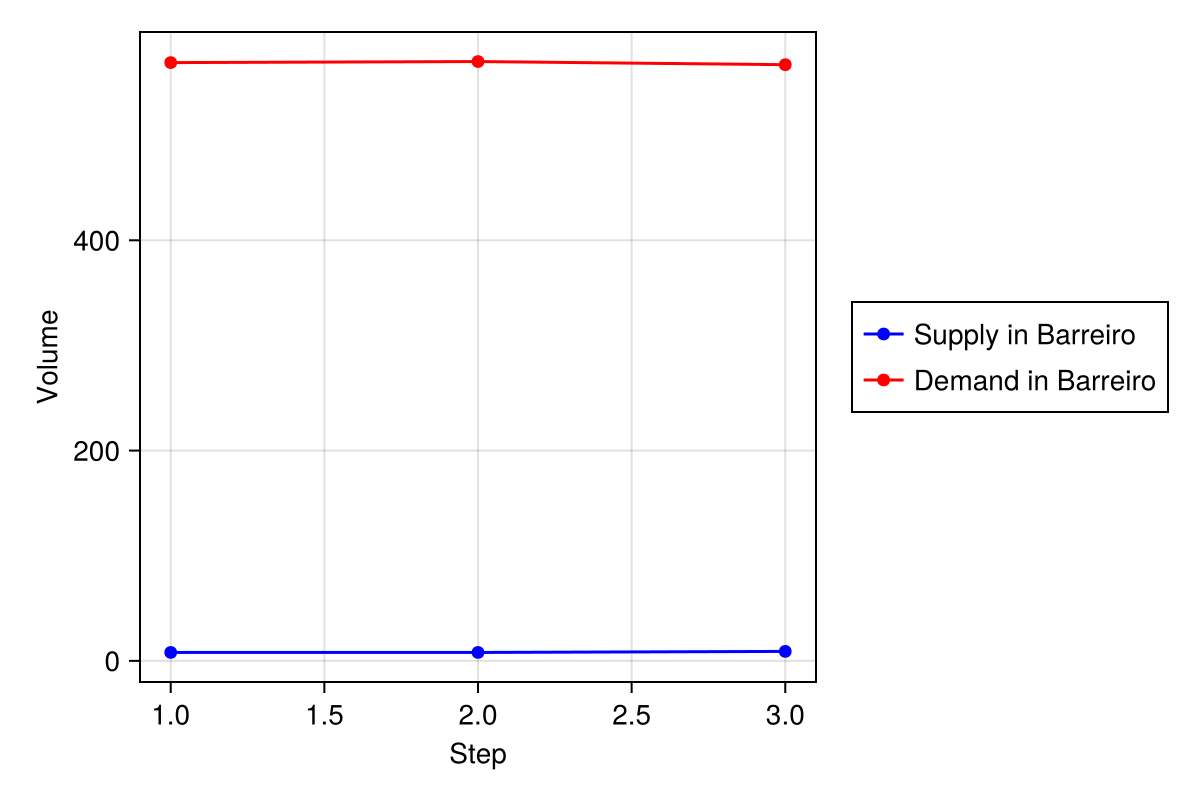 400
200
0
Volume
1.0 1.5 2.0 2.5 3.0
Step
Supply in Barreiro
Demand in Barreiro